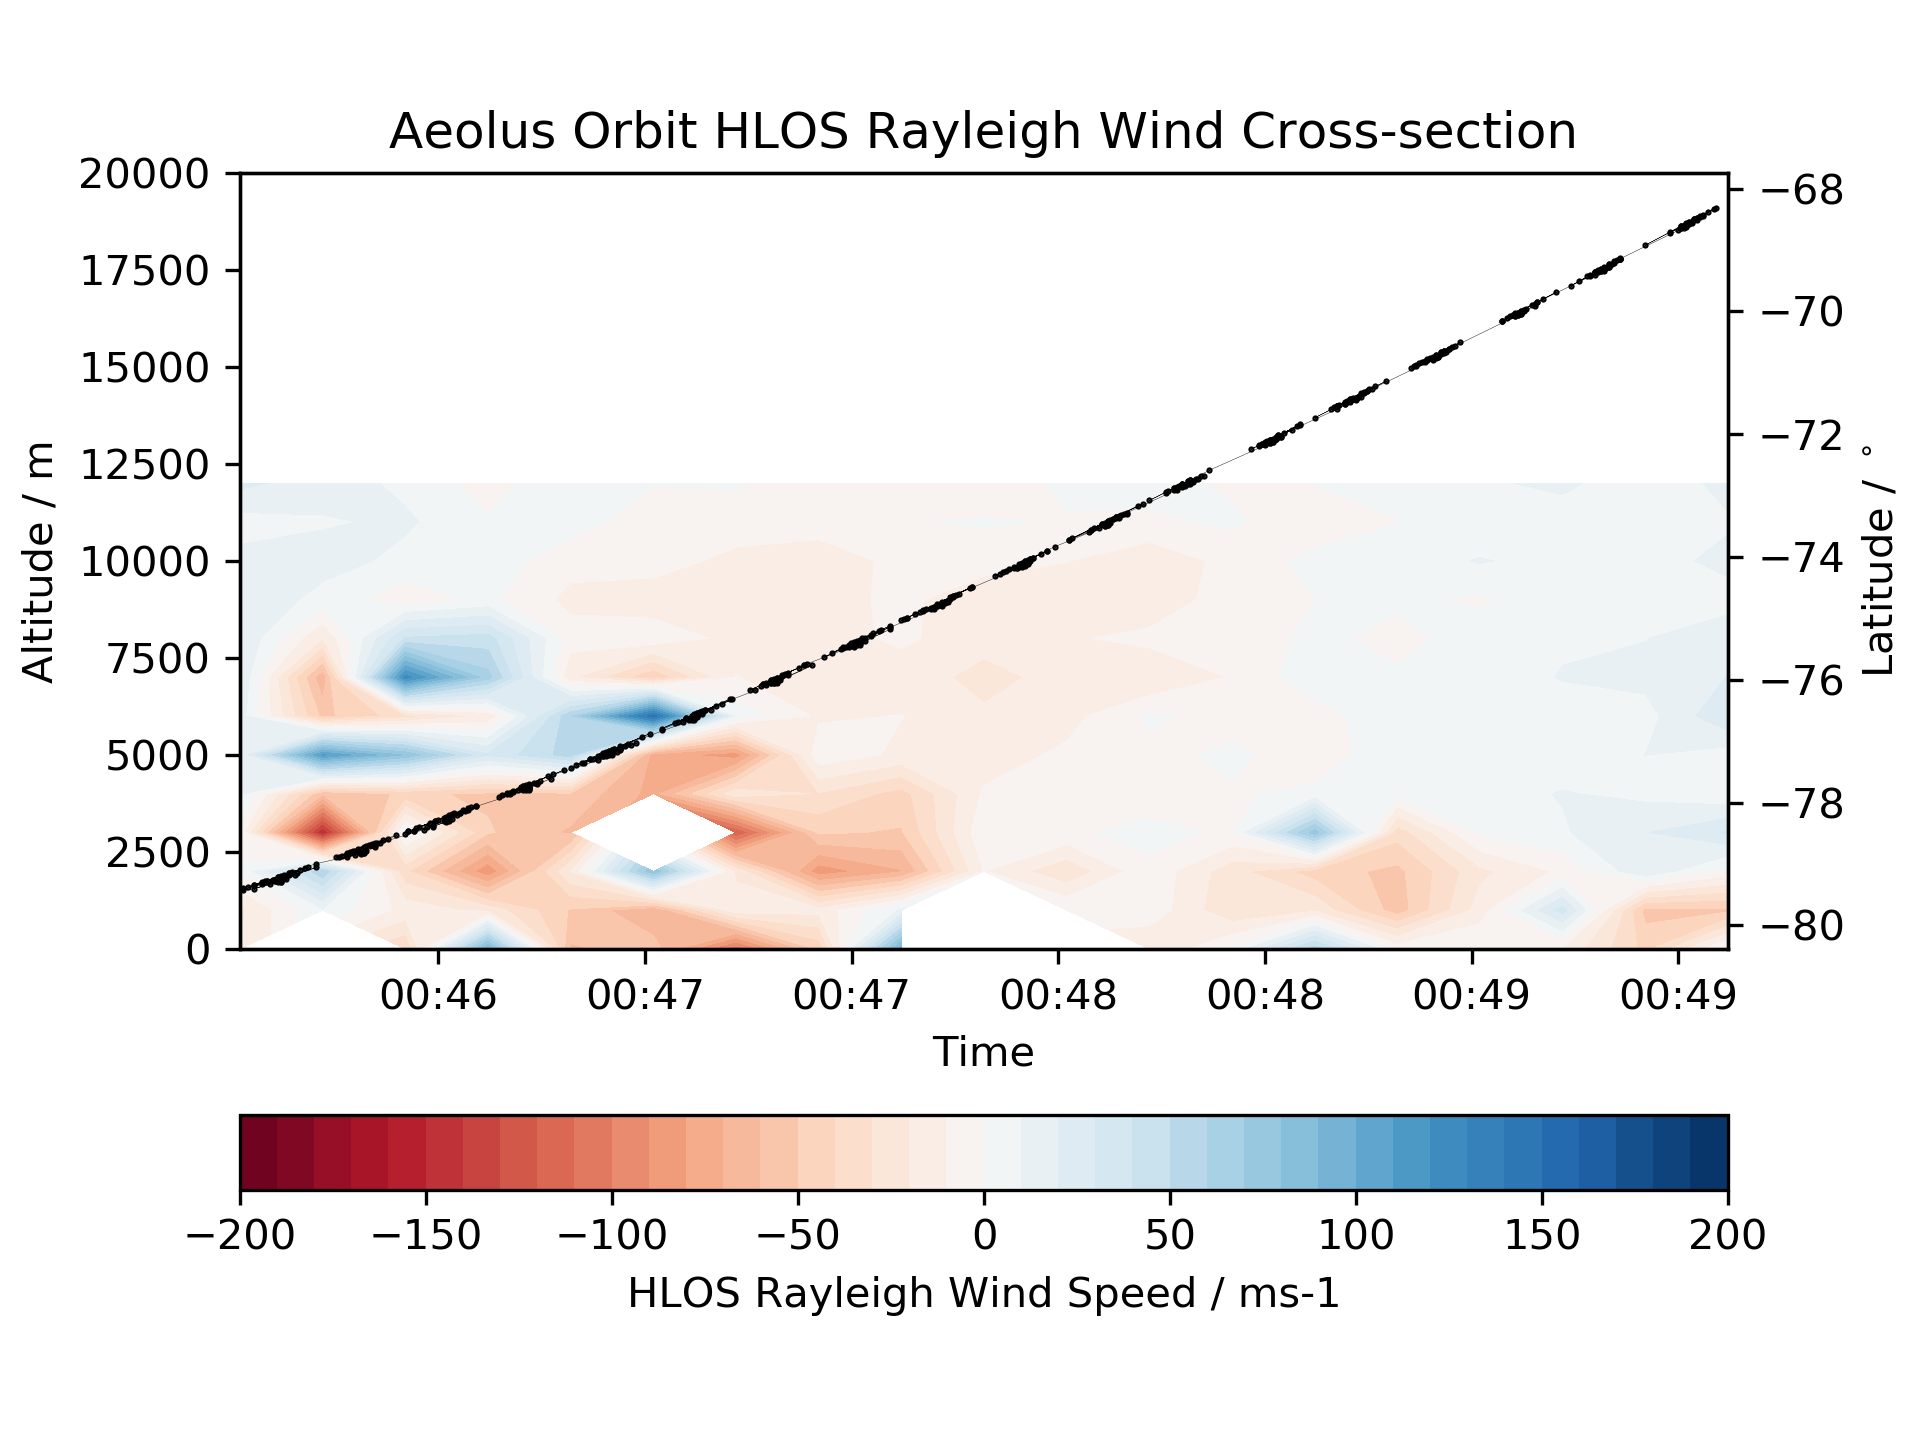 Aeolus Orbit HLOS Rayleigh Wind Cross-section
20000
17500
15000
12500
10000
7500
5000
2500
0
Altitude / m
−68
−70
−72
−74
−76
−78
−80
Latitude / °
00:46 00:47 00:47 00:48 00:48 00:49 00:49
Time
−200 −150 −100 −50 0 50 100 150 200
HLOS Rayleigh Wind Speed / ms-1